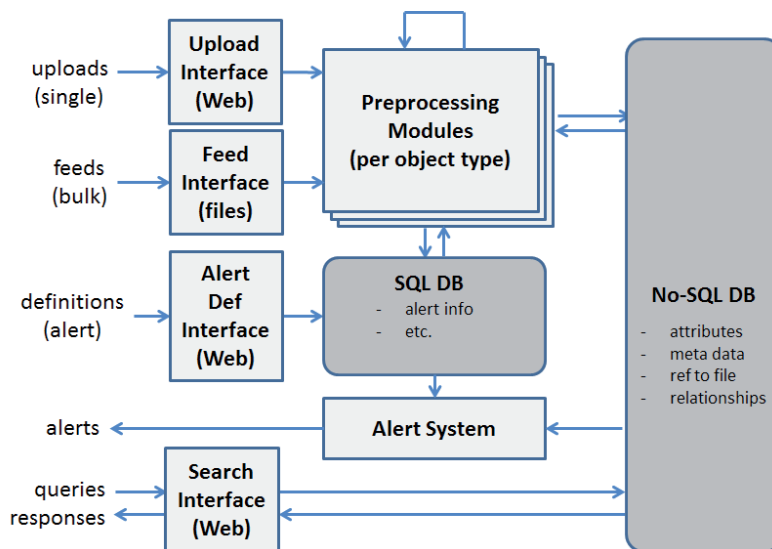 uploads
(single)
Upload
Interface
(Web)
Preprocessing
Modules
(per object type)
feeds
(bulk)
Feed
Interface
(files)
definitions
(alert)
Alert
Def
Interface
(Web)
SQL DB
- alert info
- etc.
No-SQL DB
- attributes
- meta data
- ref to file
- relationships
alerts
Alert System
queries
responses
Search
Interface
(Web)